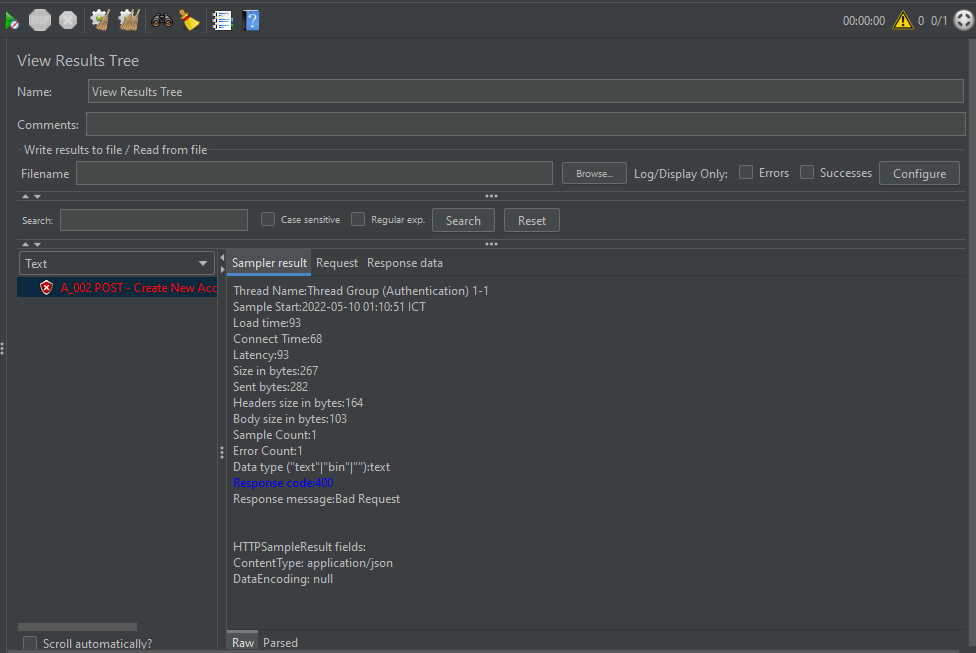 STOP
00:00:00 0 0/1
View Results Tree
Name: View Results Tree
Comments:
Write results to file / Read from file
Filename Browse... Log/Display Only: Errors Successes Configure
Search: Case sensitive Regular exp. Search Reset
Text
A_002 POST - Create New Acc
Sampler result Request Response data
Thread Name:Thread Group (Authentication) 1-1
Sample Start:2022-05-10 01:10:51 ICT
Load time:93
Connect Time:68
Latency:93
Size in bytes:267
Sent bytes:282
Headers size in bytes:164
Body size in bytes:103
Sample Count:1
Error Count:1
Data type ("text"|"bin"|""):text
Response code:400
Response message:Bad Request
HTTPSampleResult fields:
ContentType: application/json
DataEncoding: null
Scroll automatically?
Raw Parsed